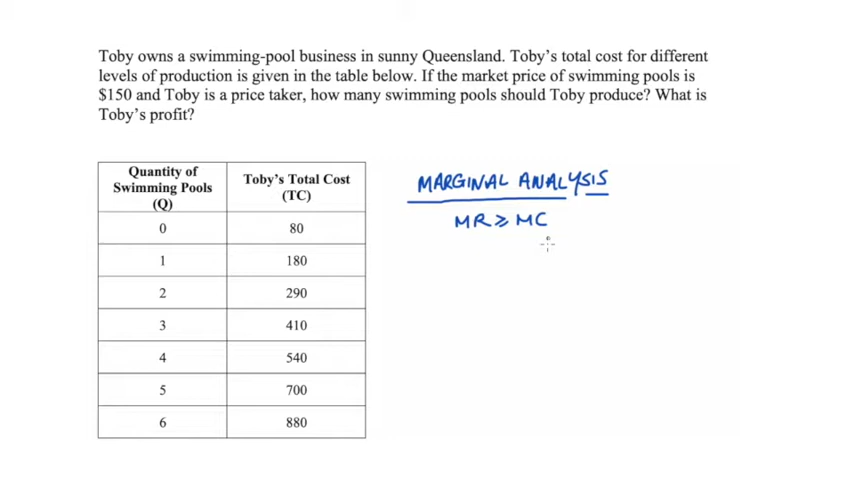 Toby owns a swimming-pool business in sunny Queensland. Toby's total cost for different
levels of production is given in the table below. If the market price of swimming pools is
$150 and Toby is a price taker, how many swimming pools should Toby produce? What is
Toby's profit?
Quantity of
Swimming Pools
(Q)
Toby's Total Cost
(TC)
0 80
1 180
2 290
3 410
4 540
5 700
6 880
MARGINAL ANALYSIS
MR ≥ MC